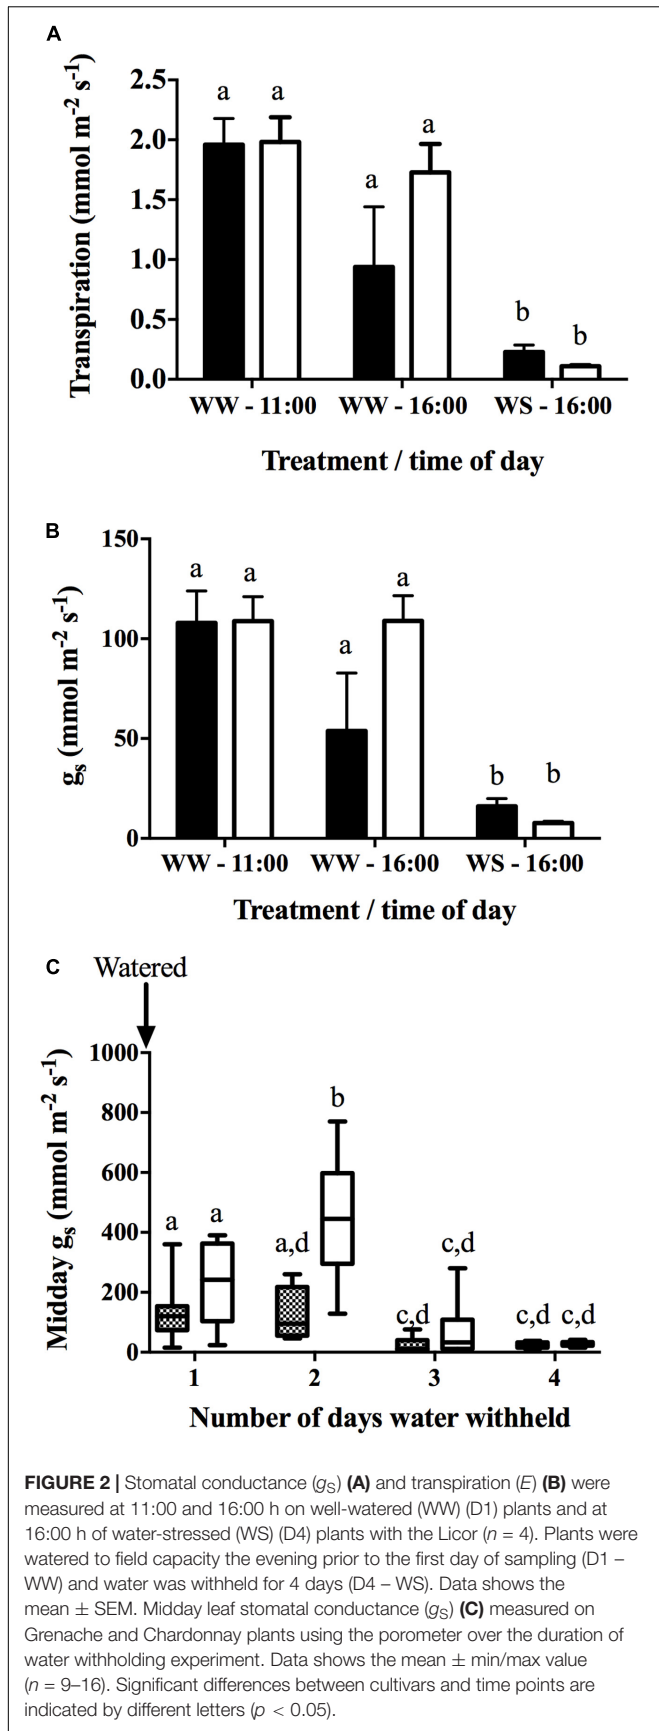 A
Transpiration (mmol m-2 s-1)
2.5
2.0
1.5
1.0
0.5
0.0
a a
a a
b b
WW - 11:00 WW - 16:00 WS - 16:00
Treatment / time of day
B
gs (mmol m-2 s-1)
150
100
50
0
a a
a a
b b
WW - 11:00 WW - 16:00 WS - 16:00
Treatment / time of day
C Watered
Midday gs (mmol m-2 s-1)
1000
800
600
400
200
0
a a
a,d b
c,d c,d
c,d c,d
1 2 3 4
Number of days water withheld
FIGURE 2 | Stomatal conductance (gS) (A) and transpiration (E) (B) were
measured at 11:00 and 16:00 h on well-watered (WW) (D1) plants and at
16:00 h of water-stressed (WS) (D4) plants with the Licor (n = 4). Plants were
watered to field capacity the evening prior to the first day of sampling (D1 –
WW) and water was withheld for 4 days (D4 – WS). Data shows the
mean ± SEM. Midday leaf stomatal conductance (gS) (C) measured on
Grenache and Chardonnay plants using the porometer over the duration of
water withholding experiment. Data shows the mean ± min/max value
(n = 9–16). Significant differences between cultivars and time points are
indicated by different letters (p < 0.05).